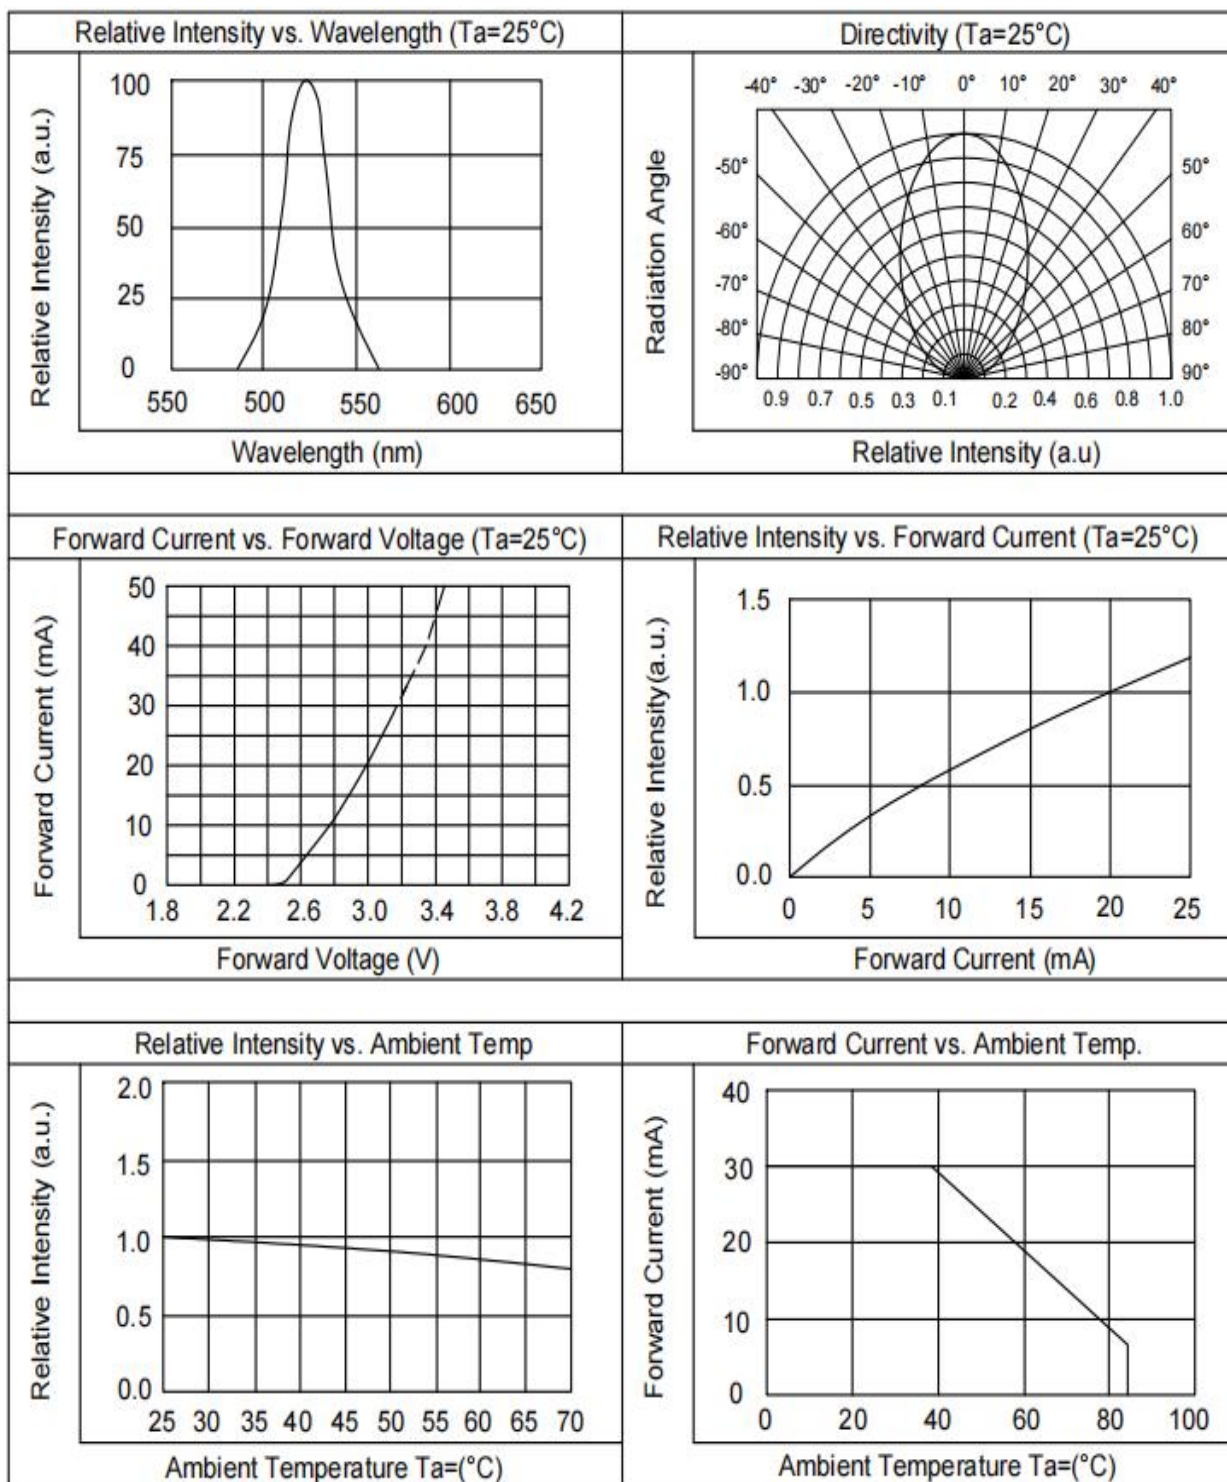 Relative Intensity vs. Wavelength (Ta=25°C)
Relative Intensity (a.u.)
100
75
50
25
0
550 500 550 600 650
Wavelength (nm)
Directivity (Ta=25°C)
Radiation Angle
-40° -30° -20° -10° 0° 10° 20° 30° 40°
-50° 50°
-60° 60°
-70° 70°
-80° 80°
-90° 90°
0.9 0.7 0.5 0.3 0.1 0.2 0.4 0.6 0.8 1.0
Relative Intensity (a.u)
Forward Current vs. Forward Voltage (Ta=25°C)
Forward Current (mA)
50
40
30
20
10
0
1.8 2.2 2.6 3.0 3.4 3.8 4.2
Forward Voltage (V)
Relative Intensity vs. Forward Current (Ta=25°C)
Relative Intensity(a.u.)
1.5
1.0
0.5
0.0
0 5 10 15 20 25
Forward Current (mA)
Relative Intensity vs. Ambient Temp
Relative Intensity (a.u.)
2.0
1.5
1.0
0.5
0.0
25 30 35 40 45 50 55 60 65 70
Ambient Temperature Ta=(°C)
Forward Current vs. Ambient Temp.
Forward Current (mA)
40
30
20
10
0
0 20 40 60 80 100
Ambient Temperature Ta=(°C)